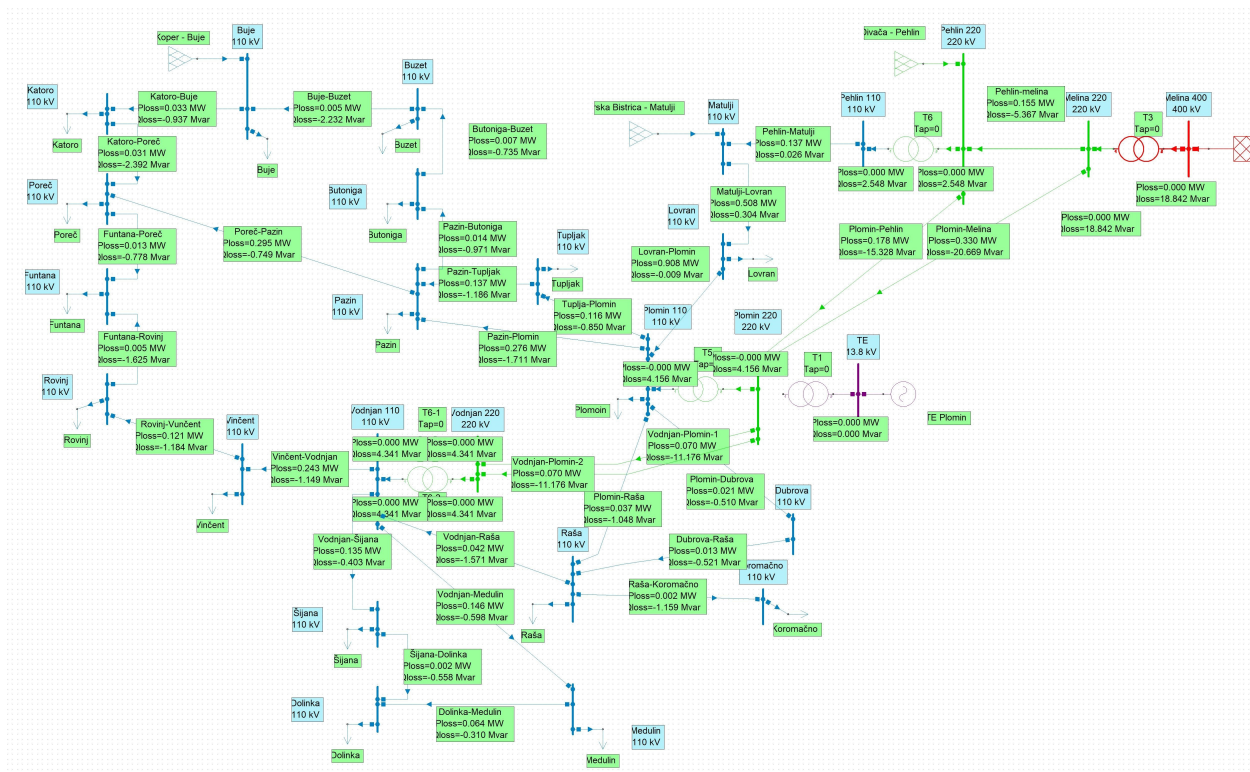 Koper - Buje
Buje
110 kV
Divača - Pehlin
Pehlin 220
220 kV
Katoro
110 kV
Katoro-Buje
Ploss=0.033 MW
Qloss=-0.937 Mvar
Buje-Buzet
Ploss=0.005 MW
Qloss=-2.232 Mvar
Buzet
110 kV
Matulji
110 kV
Pehlin 110
110 kV
T6
Tap=0
Pehlin-melina
Ploss=0.155 MW
Qloss=-5.367 Mvar
Melina 220
220 kV
T3
Tap=0
Melina 400
400 kV
Katoro
Katoro-Poreč
Ploss=0.031 MW
Qloss=-2.392 Mvar
Buje
Buzet
Butoniga-Buzet
Ploss=0.007 MW
Qloss=-0.735 Mvar
Pehlin-Matulji
Ploss=0.137 MW
Qloss=0.026 Mvar
Ploss=0.000 MW
Qloss=2.548 Mvar
Ploss=0.000 MW
Qloss=2.548 Mvar
Ploss=0.000 MW
Qloss=18.842 Mvar
Ploss=0.000 MW
Qloss=18.842 Mvar
Poreč
110 kV
Poreč
Butoniga
110 kV
Butoniga
Matulji-Lovran
Ploss=0.508 MW
Qloss=0.304 Mvar
Lovran
110 kV
Funtana-Poreč
Ploss=0.013 MW
Qloss=-0.778 Mvar
Poreč-Pazin
Ploss=0.295 MW
Qloss=-0.749 Mvar
Pazin-Butoniga
Ploss=0.014 MW
Qloss=-0.971 Mvar
Tupljak
110 kV
Lovran-Plomin
Ploss=0.908 MW
Qloss=-0.009 Mvar
Lovran
Plomin-Pehlin
Ploss=0.178 MW
Qloss=-15.328 Mvar
Plomin-Melina
Ploss=0.330 MW
Qloss=-20.669 Mvar
Funtana
110 kV
Funtana
Pazin-Tupljak
Ploss=0.137 MW
Qloss=-1.186 Mvar
Tupljak
Pazin
110 kV
Pazin
Tuplja-Plomin
Ploss=0.116 MW
Qloss=-0.850 Mvar
Pazin-Plomin
Ploss=0.276 MW
Qloss=-1.711 Mvar
Plomin 110
110 kV
Plomin 220
220 kV
Funtana-Rovinj
Ploss=0.005 MW
Qloss=-1.625 Mvar
Ploss=-0.000 MW
Qloss=4.156 Mvar
T5
Ploss=-0.000 MW
Qloss=4.156 Mvar
T1
Tap=0
TE
13.8 kV
Plomoin
TE Plomin
Ploss=0.000 MW
Qloss=0.000 Mvar
Rovinj
110 kV
Rovinj
Rovinj-Vunčent
Ploss=0.121 MW
Qloss=-1.184 Mvar
Vinčent
110 kV
Vinčent-Vodnjan
Ploss=0.243 MW
Qloss=-1.149 Mvar
Vinčent
Vodnjan 110
110 kV
T6-1
Tap=0
Vodnjan 220
220 kV
Ploss=0.000 MW
Qloss=4.341 Mvar
Ploss=0.000 MW
Qloss=4.341 Mvar
Vodnjan-Plomin-1
Ploss=0.070 MW
Qloss=-11.176 Mvar
Vodnjan-Plomin-2
Ploss=0.070 MW
Qloss=-11.176 Mvar
Ploss=0.000 MW
Qloss=4.341 Mvar
Ploss=0.000 MW
Qloss=4.341 Mvar
Plomin-Dubrova
Ploss=0.021 MW
Qloss=-0.510 Mvar
Dubrova
110 kV
Plomin-Raša
Ploss=0.037 MW
Qloss=-1.048 Mvar
Vodnjan-Šijana
Ploss=0.135 MW
Qloss=-0.403 Mvar
Vodnjan-Raša
Ploss=0.042 MW
Qloss=-1.571 Mvar
Raša
110 kV
Dubrova-Raša
Ploss=0.013 MW
Qloss=-0.521 Mvar
Koromačno
110 kV
Raša-Koromačno
Ploss=0.002 MW
Qloss=-1.159 Mvar
Vodnjan-Medulin
Ploss=0.146 MW
Qloss=-0.598 Mvar
Raša
Koromačno
Šijana
110 kV
Šijana
Šijana-Dolinka
Ploss=0.002 MW
Qloss=-0.558 Mvar
Dolinka
110 kV
Dolinka-Medulin
Ploss=0.064 MW
Qloss=-0.310 Mvar
Medulin
110 kV
Dolinka
Medulin